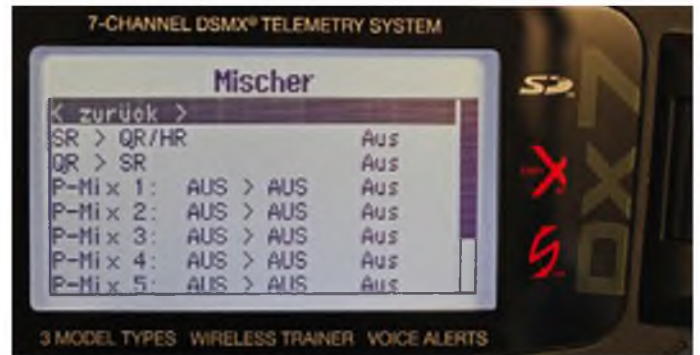 7-CHANNEL DSMX® TELEMETRY SYSTEM
Mischer
< zurück >
SR > QR/HR Aus
QR > SR Aus
P-Mix 1: AUS > AUS Aus
P-Mix 2: AUS > AUS Aus
P-Mix 3: AUS > AUS Aus
P-Mix 4: AUS > AUS Aus
P-Mix 5: AUS > AUS Aus
3 MODEL TYPES WIRELESS TRAINER VOICE ALERTS
SD
DX7